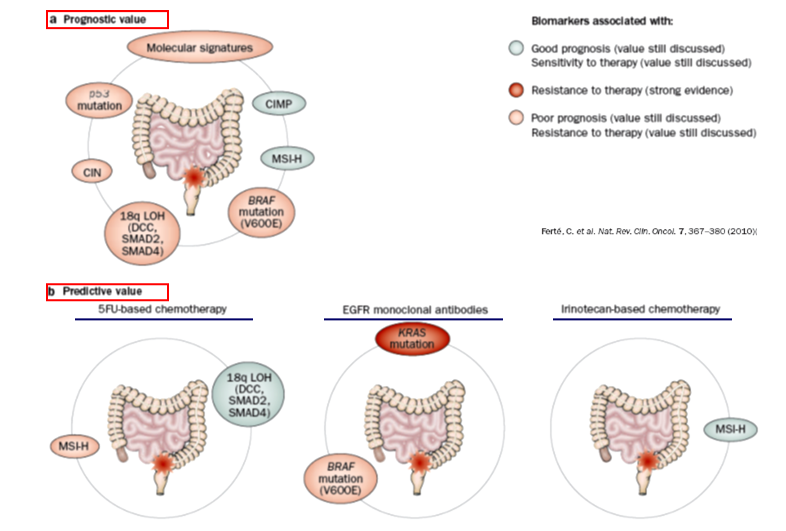 a Prognostic value
Molecular signatures
p53
mutation
CIMP
MSI-H
CIN
BRAF
mutation
(V600E)
18q LOH
(DCC,
SMAD2,
SMAD4)
Biomarkers associated with:
Good prognosis (value still discussed)
Sensitivity to therapy (value still discussed)
Resistance to therapy (strong evidence)
Poor prognosis (value still discussed)
Resistance to therapy (value still discussed)
Ferté, C. et al. Nat. Rev. Clin. Oncol. 7, 367–380 (2010)(
b Predictive value
5FU-based chemotherapy
18q LOH
(DCC,
SMAD2,
SMAD4)
MSI-H
EGFR monoclonal antibodies
KRAS
mutation
BRAF
mutation
(V600E)
Irinotecan-based chemotherapy
MSI-H